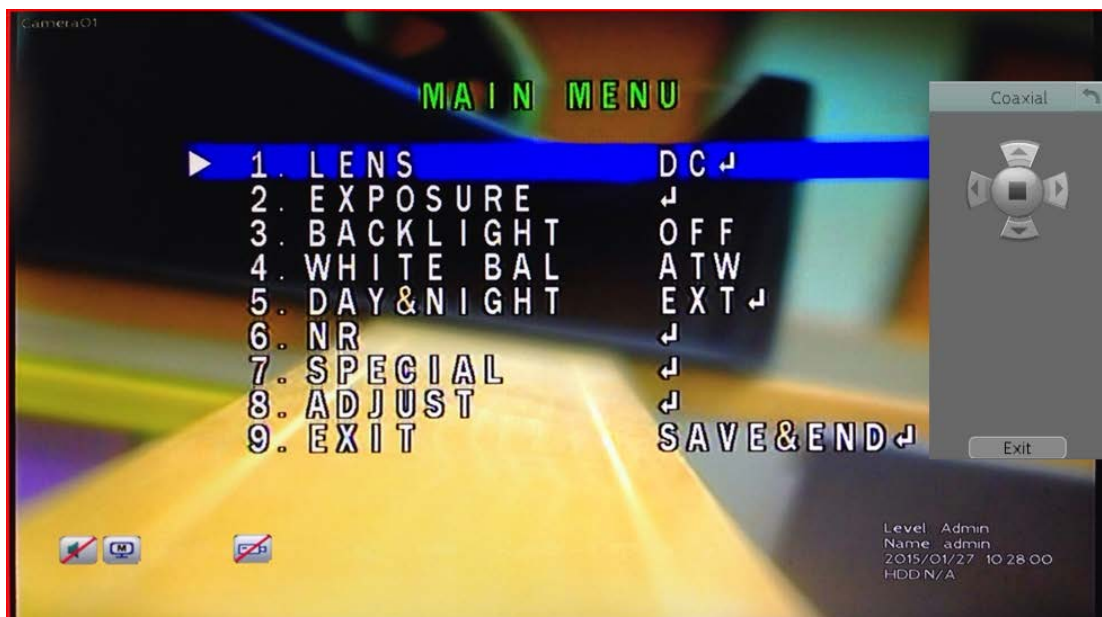 Camera01
MAIN MENU
1. LENS DC↲
2. EXPOSURE ↲
3. BACKLIGHT OFF
4. WHITE BAL ATW
5. DAY&NIGHT EXT↲
6. NR ↲
7. SPECIAL ↲
8. ADJUST ↲
9. EXIT SAVE&END↲
Coaxial
Exit
M
Level Admin
Name admin
2015/01/27 10:28:00
HDD N/A